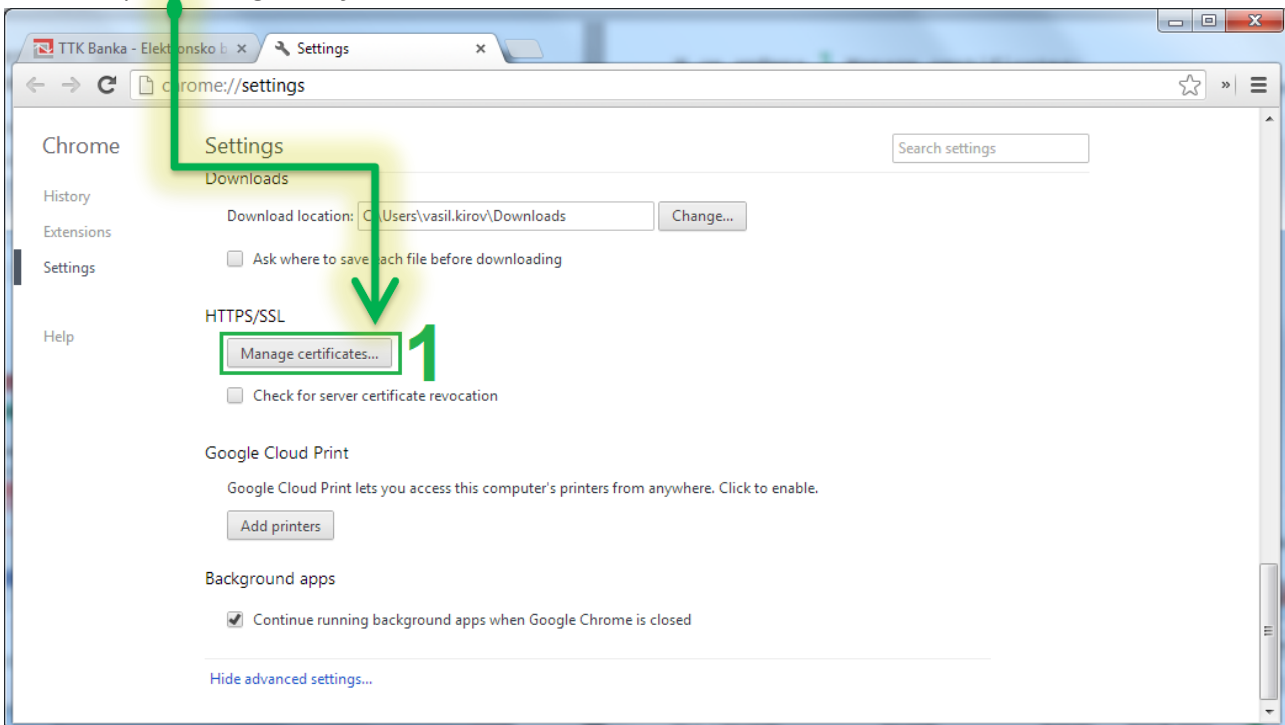 TTK Banka - Elektronsko b
Settings
chrome://settings
Chrome
Settings
Search settings
History
Extensions
Settings
Help
Downloads
Download location: C:\Users\vasil.kirov\Downloads
Change...
Ask where to save each file before downloading
HTTPS/SSL
Manage certificates...
1
Check for server certificate revocation
Google Cloud Print
Google Cloud Print lets you access this computer's printers from anywhere. Click to enable.
Add printers
Background apps
Continue running background apps when Google Chrome is closed
Hide advanced settings...